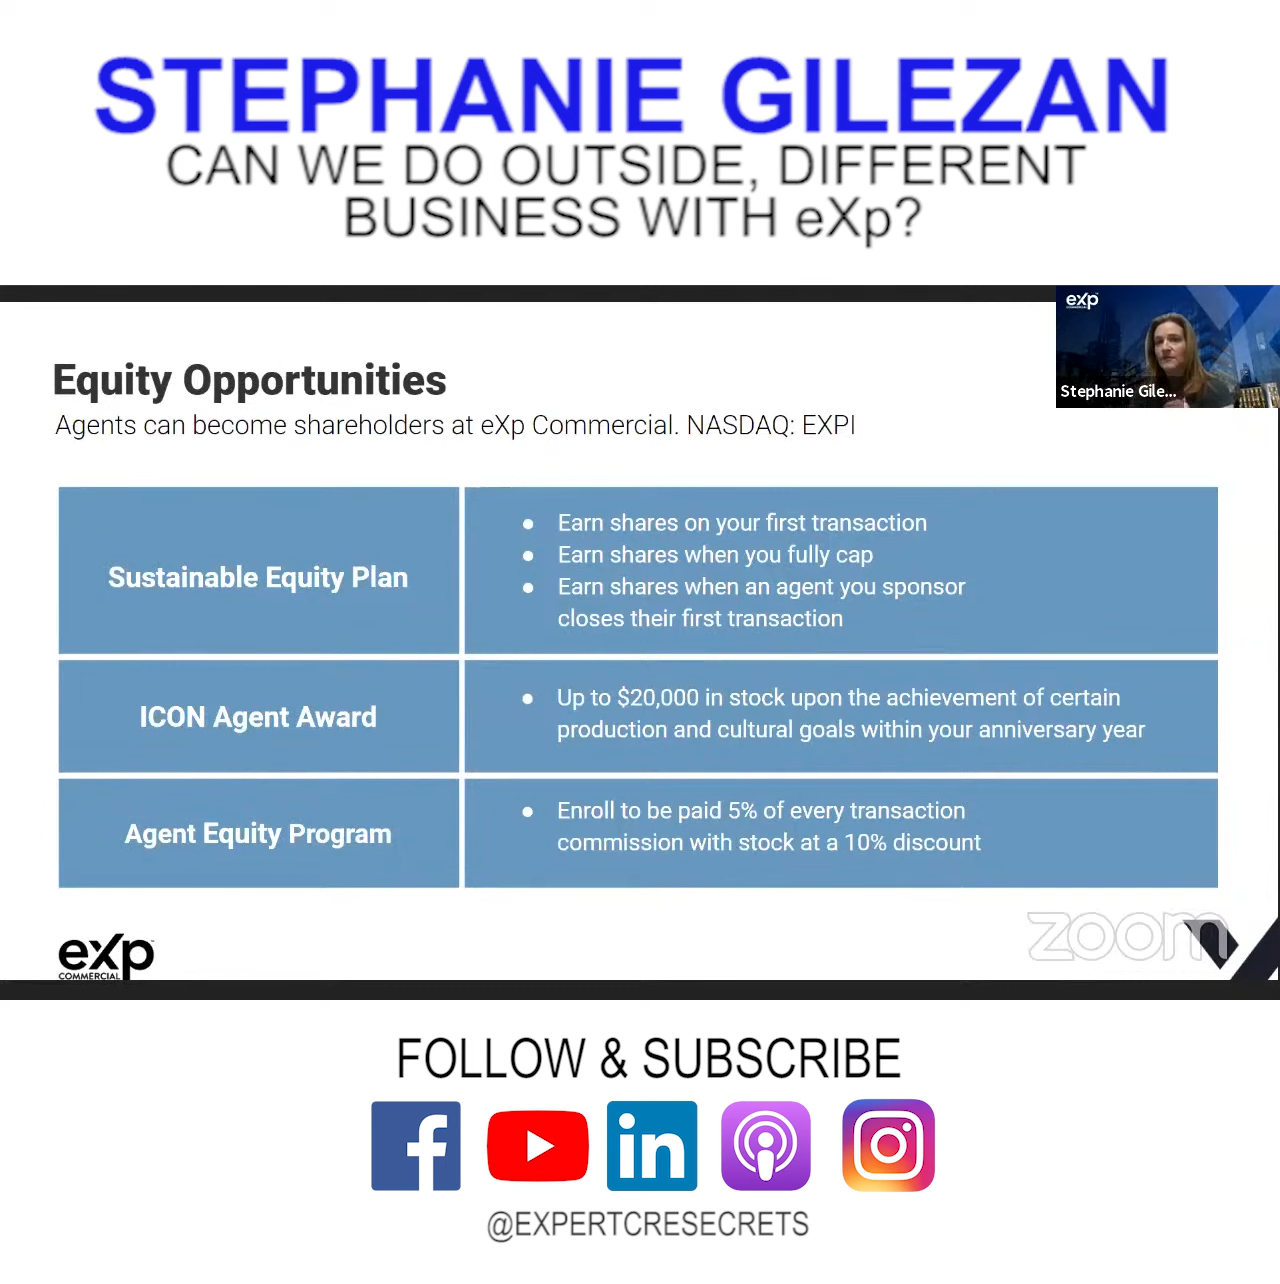 STEPHANIE GILEZAN
CAN WE DO OUTSIDE, DIFFERENT
BUSINESS WITH eXp?
eXp
Stephanie Gile...
Equity Opportunities
Agents can become shareholders at eXp Commercial. NASDAQ: EXPI
Sustainable Equity Plan
● Earn shares on your first transaction
● Earn shares when you fully cap
● Earn shares when an agent you sponsor
closes their first transaction
ICON Agent Award
● Up to $20,000 in stock upon the achievement of certain
production and cultural goals within your anniversary year
Agent Equity Program
● Enroll to be paid 5% of every transaction
commission with stock at a 10% discount
eXp
COMMERCIAL
zoom
FOLLOW & SUBSCRIBE
f
in
@EXPERTCRESECRETS